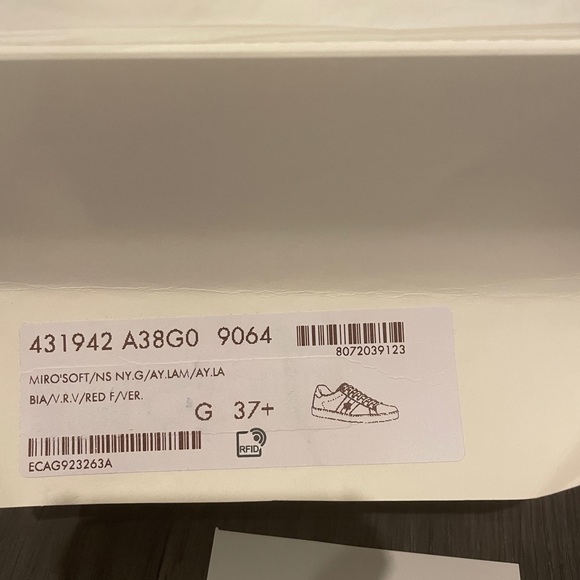 431942 A38G0 9064
8072039123
MIRO'SOFT/NS NY.G/AY.LAM/AY.LA
BIA/V.R.V/RED F/VER.
G 37+
RFID
ECAG923263A